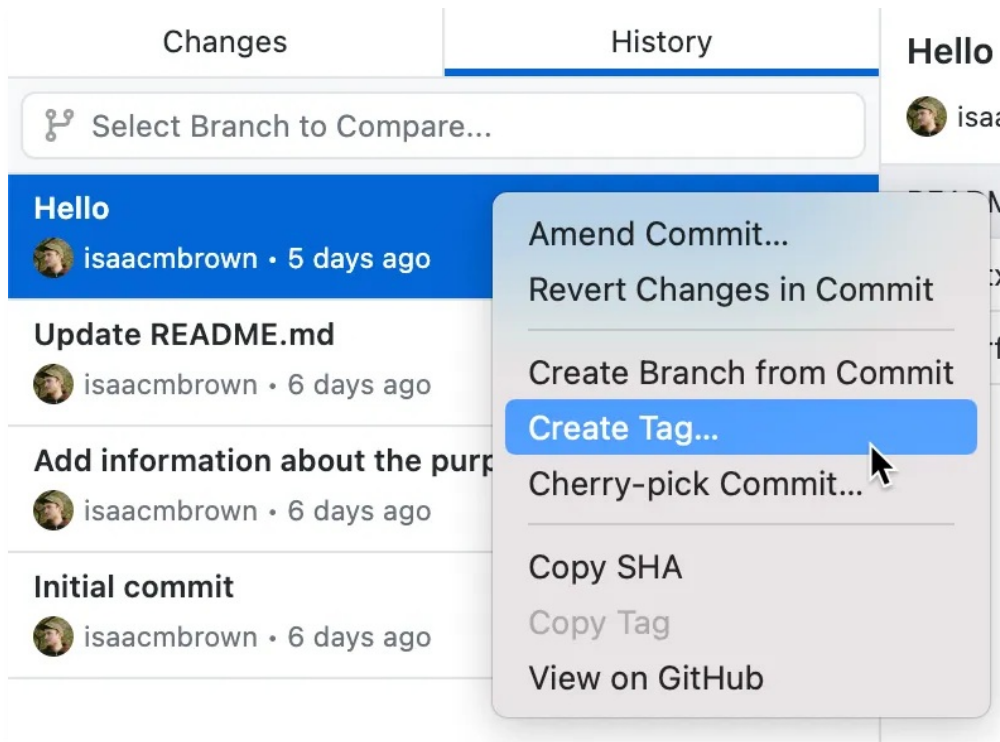 Changes
History
Select Branch to Compare...
Hello
isaacmbrown • 5 days ago
Update README.md
isaacmbrown • 6 days ago
Add information about the
isaacmbrown • 6 days ago
Initial commit
isaacmbrown • 6 days ago
Amend Commit...
Revert Changes in Commit
Create Branch from Commit
Create Tag...
Cherry-pick Commit...
Copy SHA
Copy Tag
View on GitHub
Hello